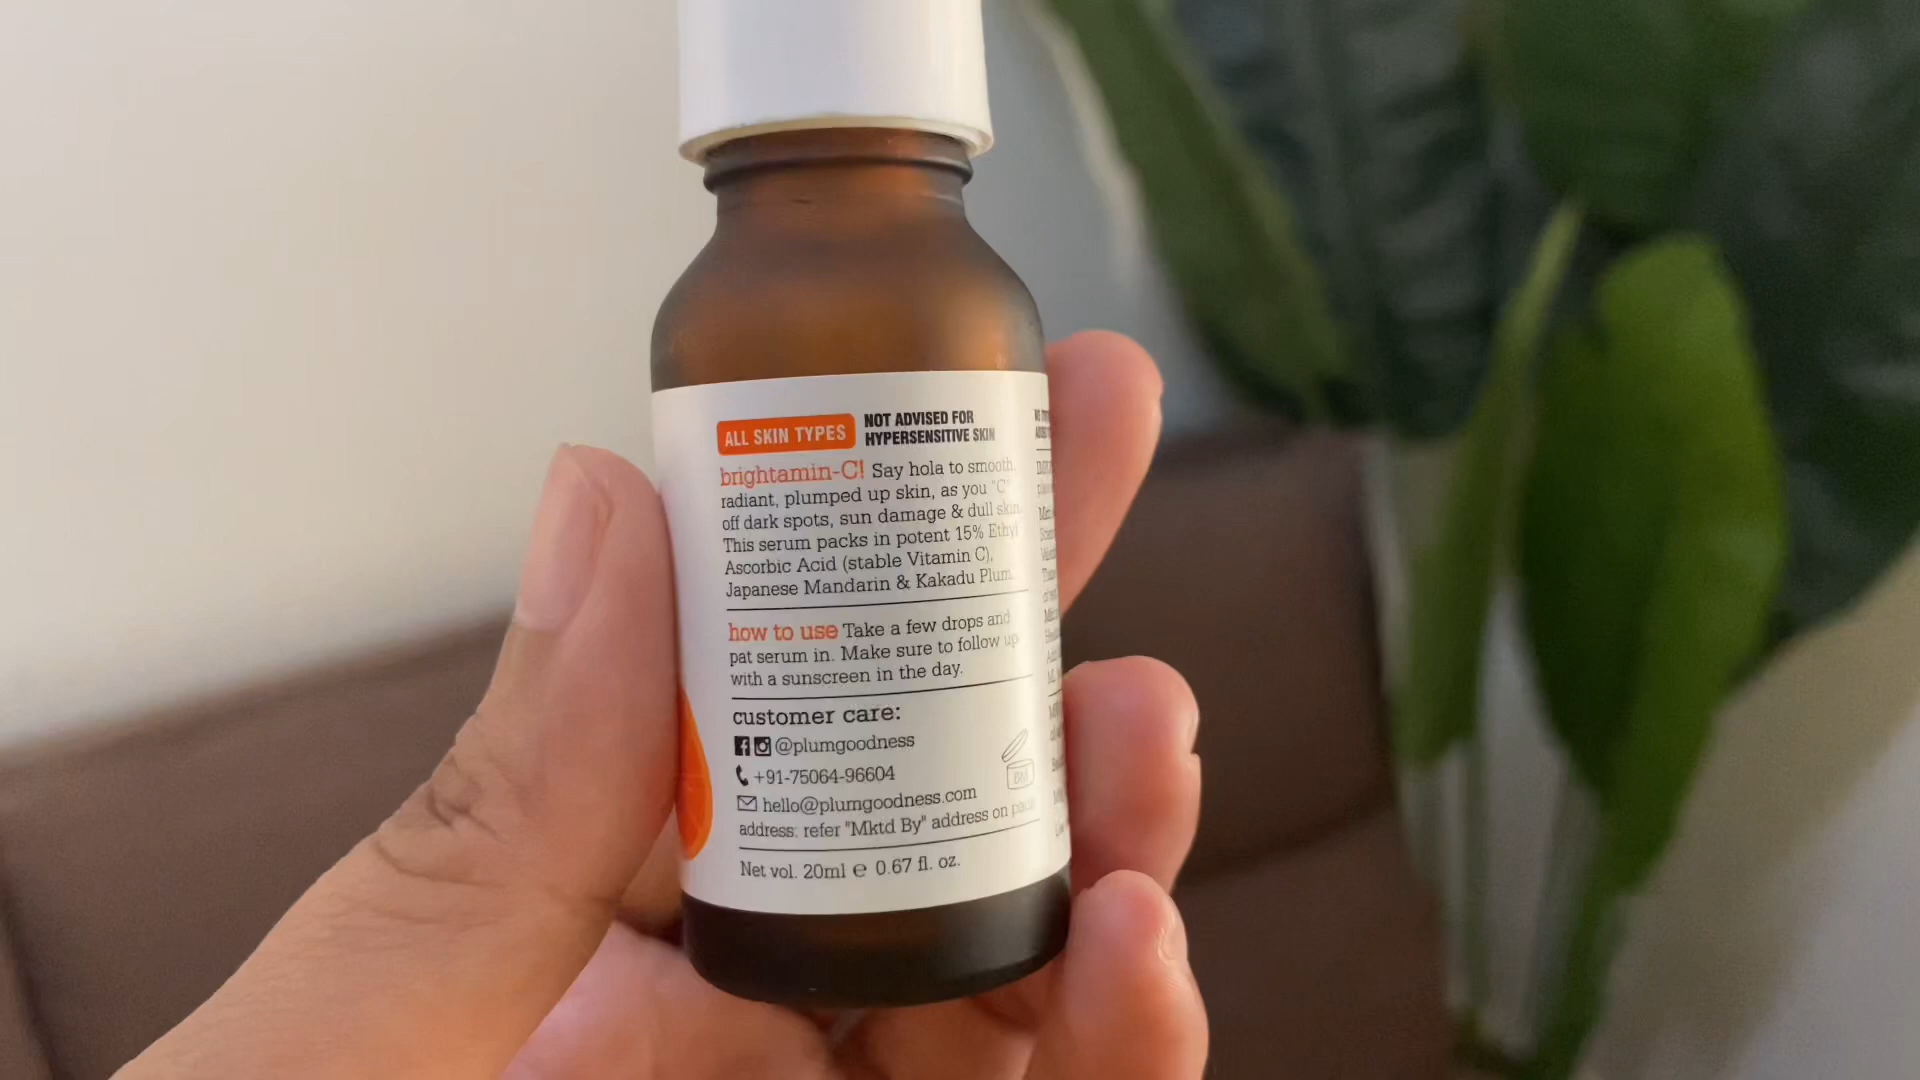 ALL SKIN TYPES
NOT ADVISED FOR
HYPERSENSITIVE SKIN
brightamin-C! Say hola to smooth,
radiant, plumped up skin, as you "C"
off dark spots, sun damage & dull skin.
This serum packs in potent 15% Ethyl
Ascorbic Acid (stable Vitamin C),
Japanese Mandarin & Kakadu Plum.
how to use Take a few drops and
pat serum in. Make sure to follow up
with a sunscreen in the day.
customer care:
@plumgoodness
+91-75064-96604
hello@plumgoodness.com
address: refer "Mktd By" address on
Net vol. 20ml e 0.67 fl. oz.